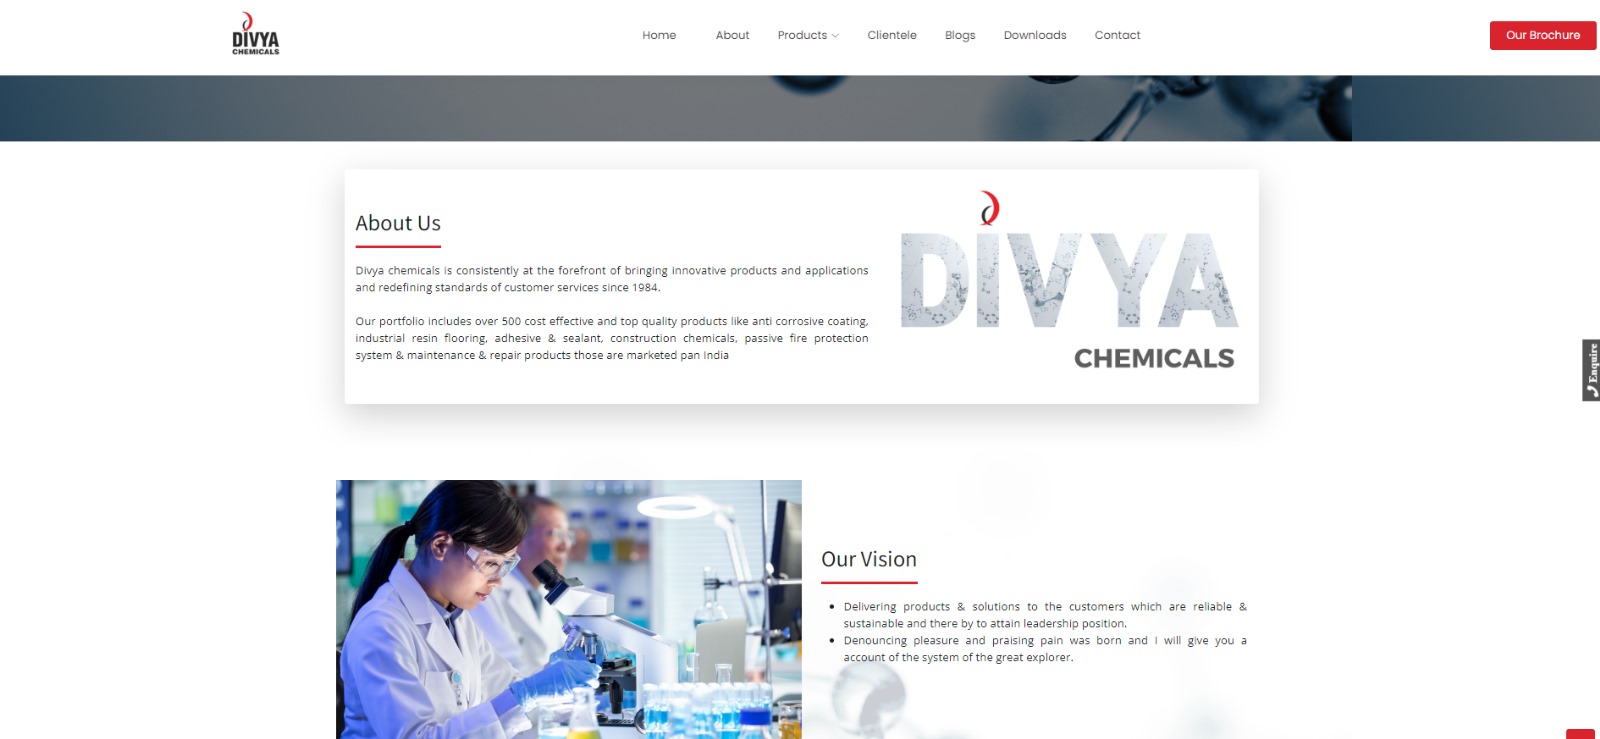 DIVYA
CHEMICALS
Home About Products Clientele Blogs Downloads Contact
Our Brochure
About Us
Divya chemicals is consistently at the forefront of bringing innovative products and applications
and redefining standards of customer services since 1984.
Our portfolio includes over 500 cost effective and top quality products like anti corrosive coating,
industrial resin flooring, adhesive & sealant, construction chemicals, passive fire protection
system & maintenance & repair products those are marketed pan India
DIVYA
CHEMICALS
Enquire
Our Vision
Delivering products & solutions to the customers which are reliable &
sustainable and there by to attain leadership position.
Denouncing pleasure and praising pain was born and I will give you a
account of the system of the great explorer.